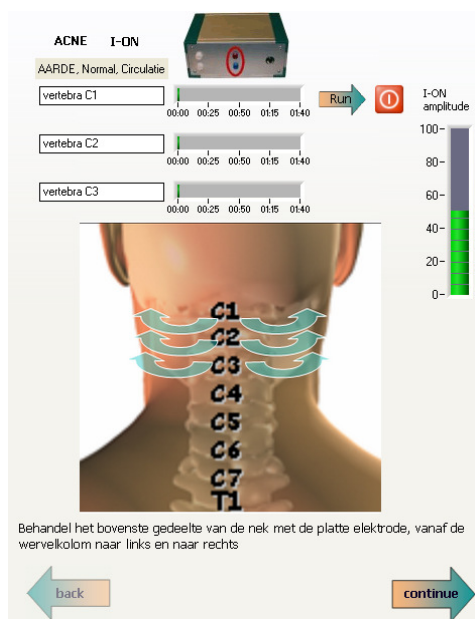 ACNE I-ON
AARDE, Normal, Circulatie
vertebra C1
00:00 00:25 00:50 01:15 01:40
Run
I-ON
amplitude
100-
80-
60-
40-
20-
0-
vertebra C2
00:00 00:25 00:50 01:15 01:40
vertebra C3
00:00 00:25 00:50 01:15 01:40
C1
C2
C3
C4
C5
C6
C7
T1
Behandel het bovenste gedeelte van de nek met de platte elektrode, vanaf de
wervelkolom naar links en naar rechts
back
continue